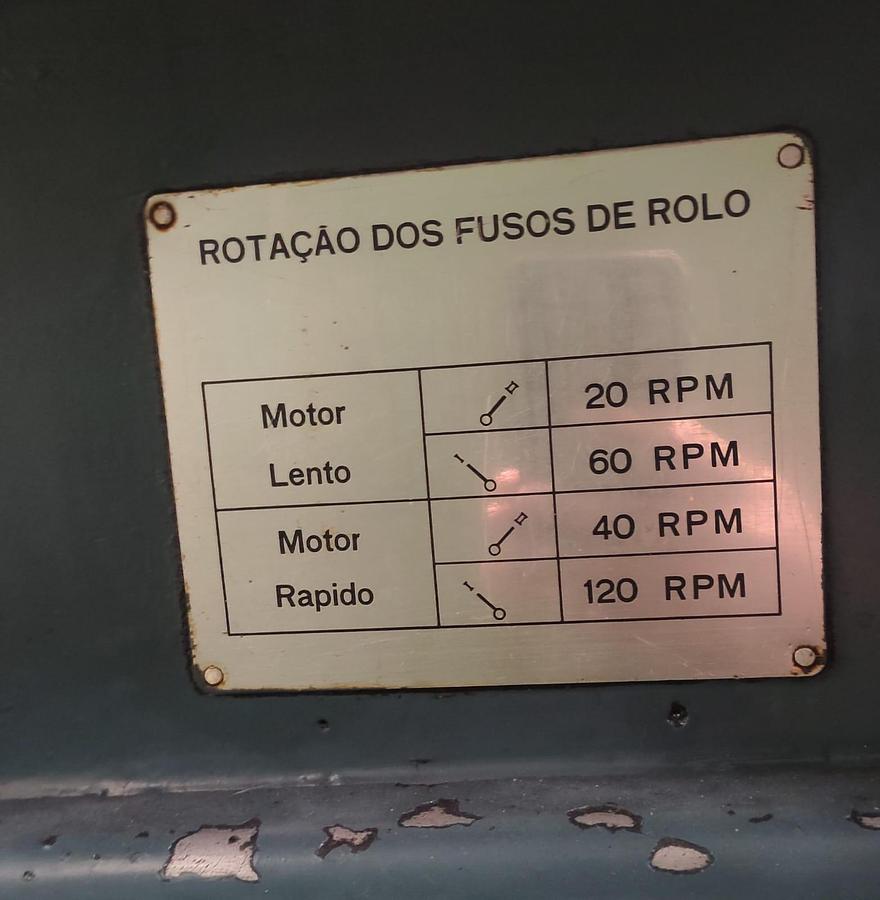 ROTAÇÃO DOS FUSOS DE ROLO
Motor
Lento
20 RPM
60 RPM
Motor
Rapido
40 RPM
120 RPM